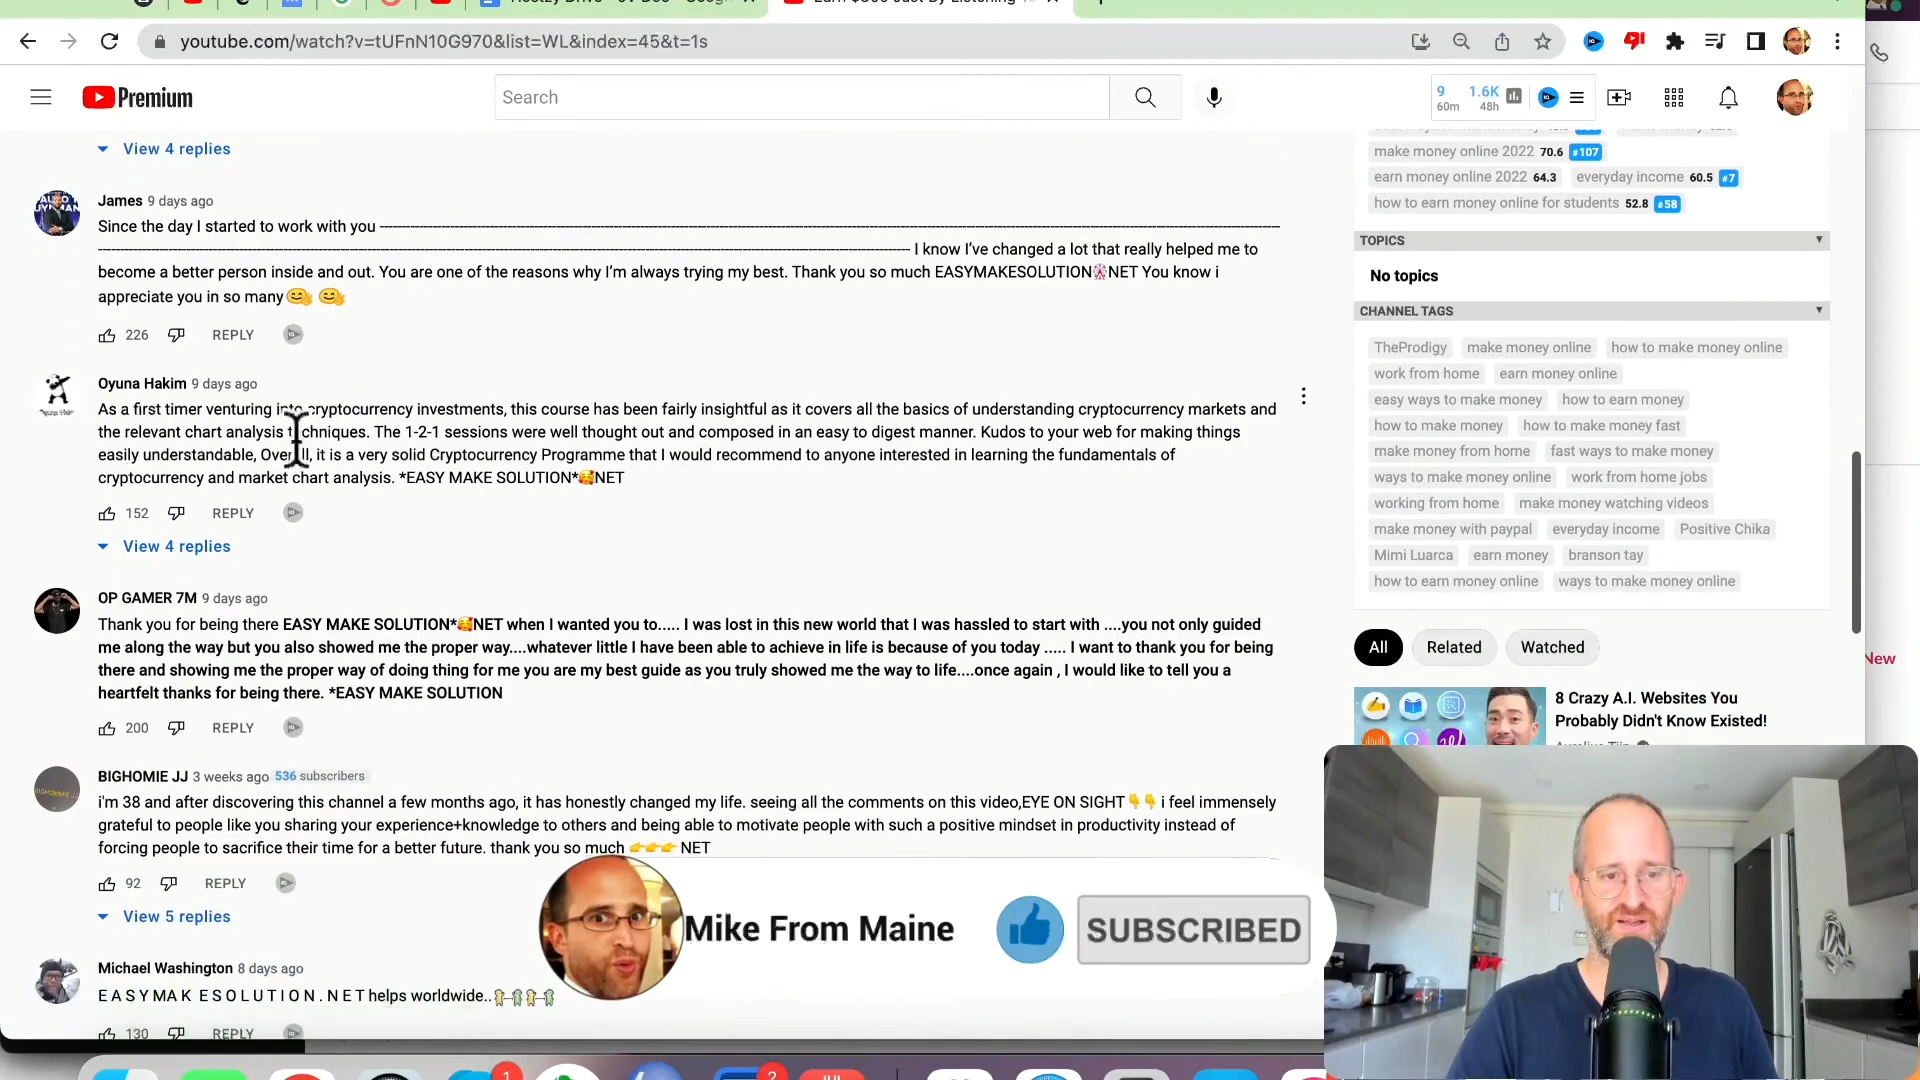 youtube.com/watch?v=tUFnN10G970&list=WL&index=45&t=1s
Premium
Search
9 60m 1.6K 48h
View 4 replies
James 9 days ago
Since the day I started to work with you
I know I've changed a lot that really helped me to
become a better person inside and out. You are one of the reasons why I'm always trying my best. Thank you so much EASYMAKESOLUTION🎡NET You know i
appreciate you in so many🤗 🤗
226 REPLY
Oyuna Hakim 9 days ago
As a first timer venturing into cryptocurrency investments, this course has been fairly insightful as it covers all the basics of understanding cryptocurrency markets and
the relevant chart analysis techniques. The 1-2-1 sessions were well thought out and composed in an easy to digest manner. Kudos to your web for making things
easily understandable, Overall, it is a very solid Cryptocurrency Programme that I would recommend to anyone interested in learning the fundamentals of
cryptocurrency and market chart analysis. *EASY MAKE SOLUTION*🥰NET
152 REPLY
View 4 replies
OP GAMER 7M 9 days ago
Thank you for being there EASY MAKE SOLUTION*🥰NET when I wanted you to..... I was lost in this new world that I was hassled to start with ....you not only guided
me along the way but you also showed me the proper way....whatever little I have been able to achieve in life is because of you today ..... I want to thank you for being
there and showing me the proper way of doing thing for me you are my best guide as you truly showed me the way to life....once again , I would like to tell you a
heartfelt thanks for being there. *EASY MAKE SOLUTION
200 REPLY
BIGHOMIE JJ 3 weeks ago 536 subscribers
i'm 38 and after discovering this channel a few months ago, it has honestly changed my life. seeing all the comments on this video,EYE ON SIGHT👇👇 i feel immensely
grateful to people like you sharing your experience+knowledge to others and being able to motivate people with such a positive mindset in productivity instead of
forcing people to sacrifice their time for a better future. thank you so much 👉👉👉 NET
92 REPLY
View 5 replies
Michael Washington 8 days ago
E A S Y M A K E S O L U T I O N . N E T helps worldwide..
130 REPLY
make money online 2022 70.6 #107
earn money online 2022 64.3 everyday income 60.5 #7
how to earn money online for students 52.8 #58
TOPICS
No topics
CHANNEL TAGS
TheProdigy make money online how to make money online
work from home earn money online
easy ways to make money how to earn money
how to make money how to make money fast
make money from home fast ways to make money
ways to make money online work from home jobs
working from home make money watching videos
make money with paypal everyday income Positive Chika
Mimi Luarca earn money branson tay
how to earn money online ways to make money online
All Related Watched
8 Crazy A.I. Websites You
Probably Didn't Know Existed!
New
Mike From Maine
SUBSCRIBED
1
2